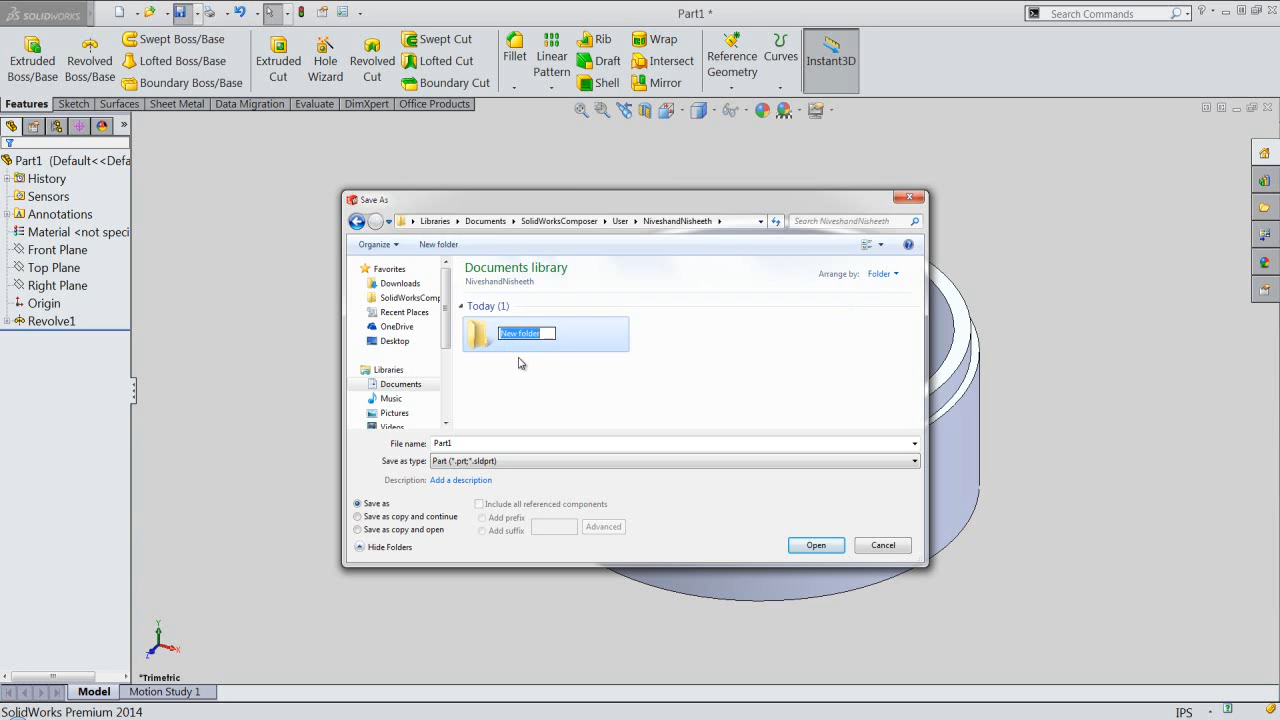 SOLIDWORKS
Part1 *
Search Commands
Extruded Boss/Base
Revolved Boss/Base
Swept Boss/Base
Lofted Boss/Base
Boundary Boss/Base
Extruded Cut
Hole Wizard
Revolved Cut
Swept Cut
Lofted Cut
Boundary Cut
Fillet
Linear Pattern
Rib
Draft
Shell
Wrap
Intersect
Mirror
Reference Geometry
Curves
Instant3D
Features
Sketch
Surfaces
Sheet Metal
Data Migration
Evaluate
DimXpert
Office Products
Part1 (Default<<Defa
History
Sensors
Annotations
Material <not speci
Front Plane
Top Plane
Right Plane
Origin
Revolve1
Save As
Libraries
Documents
SolidWorksComposer
User
NiveshandNisheeth
Search NiveshandNisheeth
Organize
New folder
Favorites
Downloads
SolidWorksComp
Recent Places
OneDrive
Desktop
Libraries
Documents
Music
Pictures
Videos
Documents library
NiveshandNisheeth
Arrange by: Folder
Today (1)
New folder
File name: Part1
Save as type: Part (*.prt;*.sldprt)
Description: Add a description
Save as
Save as copy and continue
Save as copy and open
Include all referenced components
Add prefix
Add suffix
Advanced
Hide Folders
Open
Cancel
Y
X
Z
*Trimetric
Model
Motion Study 1
SolidWorks Premium 2014
IPS